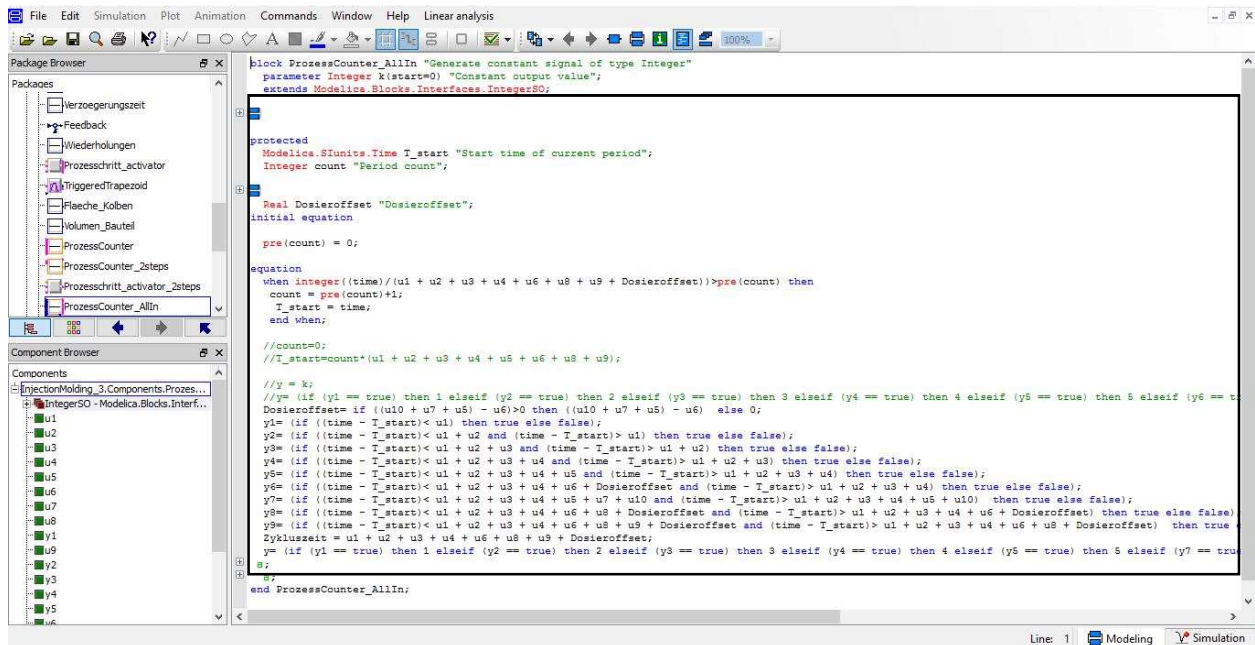 File Edit Simulation Plot Animation Commands Window Help Linear analysis
100%
Package Browser
Packages
Verzoegerungszeit
Feedback
Wiederholungen
Prozesschritt_activator
TriggeredTrapezoid
Flaeche_Kolben
Volumen_Bauteil
ProzessCounter
ProzessCounter_2steps
Prozesschritt_activator_2steps
ProzessCounter_AllIn
Component Browser
Components
InjectionMolding_3.Components.Prozes...
IntegerSO - Modelica.Blocks.Interf...
u1
u2
u3
u4
u5
u6
u7
u8
y1
u9
y2
y3
y4
y5
y6
block ProzessCounter_AllIn "Generate constant signal of type Integer"
parameter Integer k(start=0) "Constant output value";
extends Modelica.Blocks.Interfaces.IntegerSO;
protected
Modelica.SIunits.Time T_start "Start time of current period";
Integer count "Period count";
Real Dosieroffset "Dosieroffset";
initial equation
pre(count) = 0;
equation
when integer((time)/(u1 + u2 + u3 + u4 + u6 + u8 + u9 + Dosieroffset))>pre(count) then
count = pre(count)+1;
T_start = time;
end when;
//count=0;
//T_start=count*(u1 + u2 + u3 + u4 + u5 + u6 + u8 + u9);
//y = k;
//y= (if (y1 == true) then 1 elseif (y2 == true) then 2 elseif (y3 == true) then 3 elseif (y4 == true) then 4 elseif (y5 == true) then 5 elseif (y6 == t
Dosieroffset= if ((u10 + u7 + u5) - u6)>0 then ((u10 + u7 + u5) - u6) else 0;
y1= (if ((time - T_start)< u1) then true else false);
y2= (if ((time - T_start)< u1 + u2 and (time - T_start)> u1) then true else false);
y3= (if ((time - T_start)< u1 + u2 + u3 and (time - T_start)> u1 + u2) then true else false);
y4= (if ((time - T_start)< u1 + u2 + u3 + u4 and (time - T_start)> u1 + u2 + u3) then true else false);
y5= (if ((time - T_start)< u1 + u2 + u3 + u4 + u5 and (time - T_start)> u1 + u2 + u3 + u4) then true else false);
y6= (if ((time - T_start)< u1 + u2 + u3 + u4 + u6 + Dosieroffset and (time - T_start)> u1 + u2 + u3 + u4) then true else false);
y7= (if ((time - T_start)< u1 + u2 + u3 + u4 + u5 + u7 + u10 and (time - T_start)> u1 + u2 + u3 + u4 + u5 + u10) then true else false);
y8= (if ((time - T_start)< u1 + u2 + u3 + u4 + u6 + u8 + Dosieroffset and (time - T_start)> u1 + u2 + u3 + u4 + u6 + Dosieroffset) then true else false)
y9= (if ((time - T_start)< u1 + u2 + u3 + u4 + u6 + u8 + u9 + Dosieroffset and (time - T_start)> u1 + u2 + u3 + u4 + u6 + u8 + Dosieroffset) then true
Zykluszeit = u1 + u2 + u3 + u4 + u6 + u8 + u9 + Dosieroffset;
y= (if (y1 == true) then 1 elseif (y2 == true) then 2 elseif (y3 == true) then 3 elseif (y4 == true) then 4 elseif (y5 == true) then 5 elseif (y7 == tru
a;
a;
end ProzessCounter_AllIn;
Line: 1 Modeling Simulation